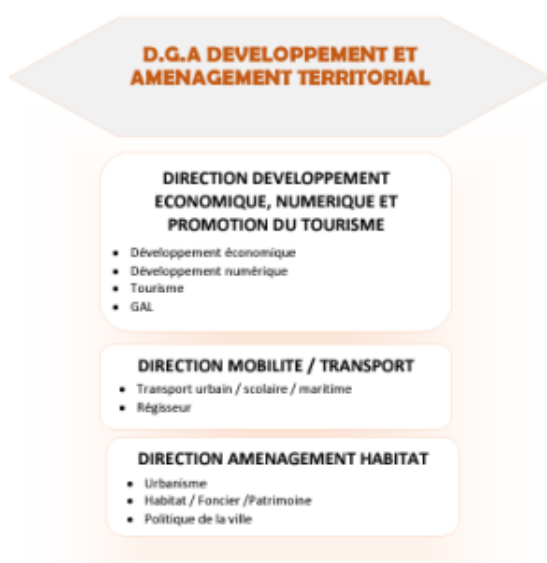 D.G.A DEVELOPPEMENT ET
AMENAGEMENT TERRITORIAL
DIRECTION DEVELOPPEMENT
ECONOMIQUE, NUMERIQUE ET
PROMOTION DU TOURISME
• Développement économique
• Développement numérique
• Tourisme
• GAL
DIRECTION MOBILITE / TRANSPORT
• Transport urbain / scolaire / maritime
• Régisseur
DIRECTION AMENAGEMENT HABITAT
• Urbanisme
• Habitat / Foncier /Patrimoine
• Politique de la ville